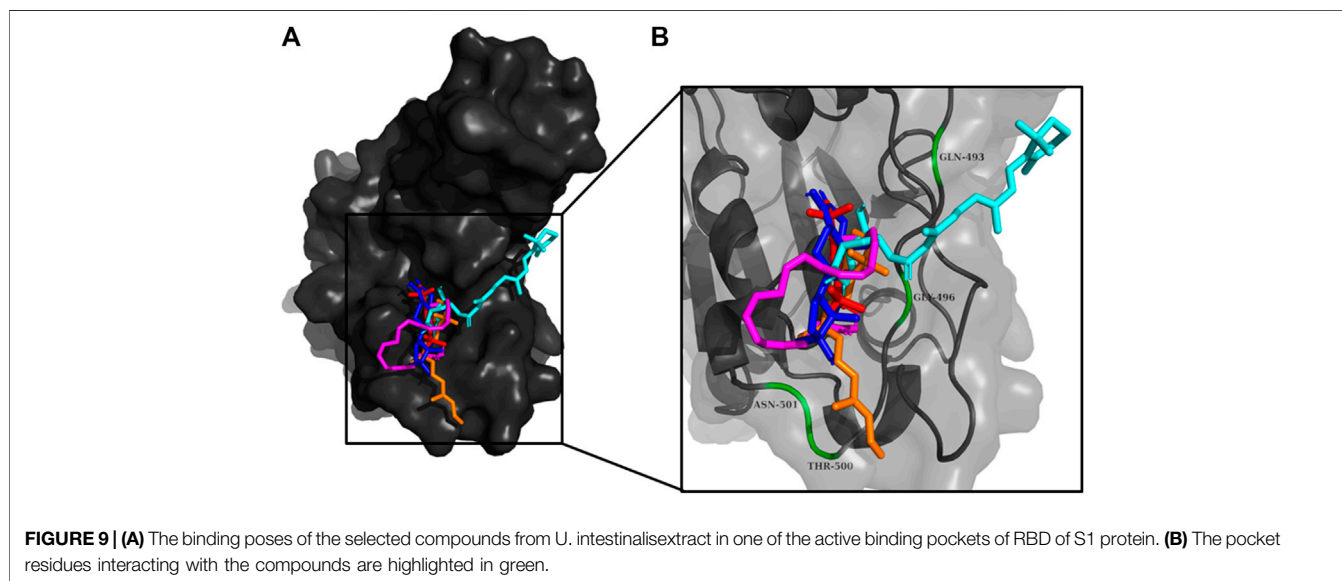 A
B
GLN-493
GLY-496
ASN-501
THR-500
FIGURE 9 | (A) The binding poses of the selected compounds from U. intestinalisextract in one of the active binding pockets of RBD of S1 protein. (B) The pocket
residues interacting with the compounds are highlighted in green.